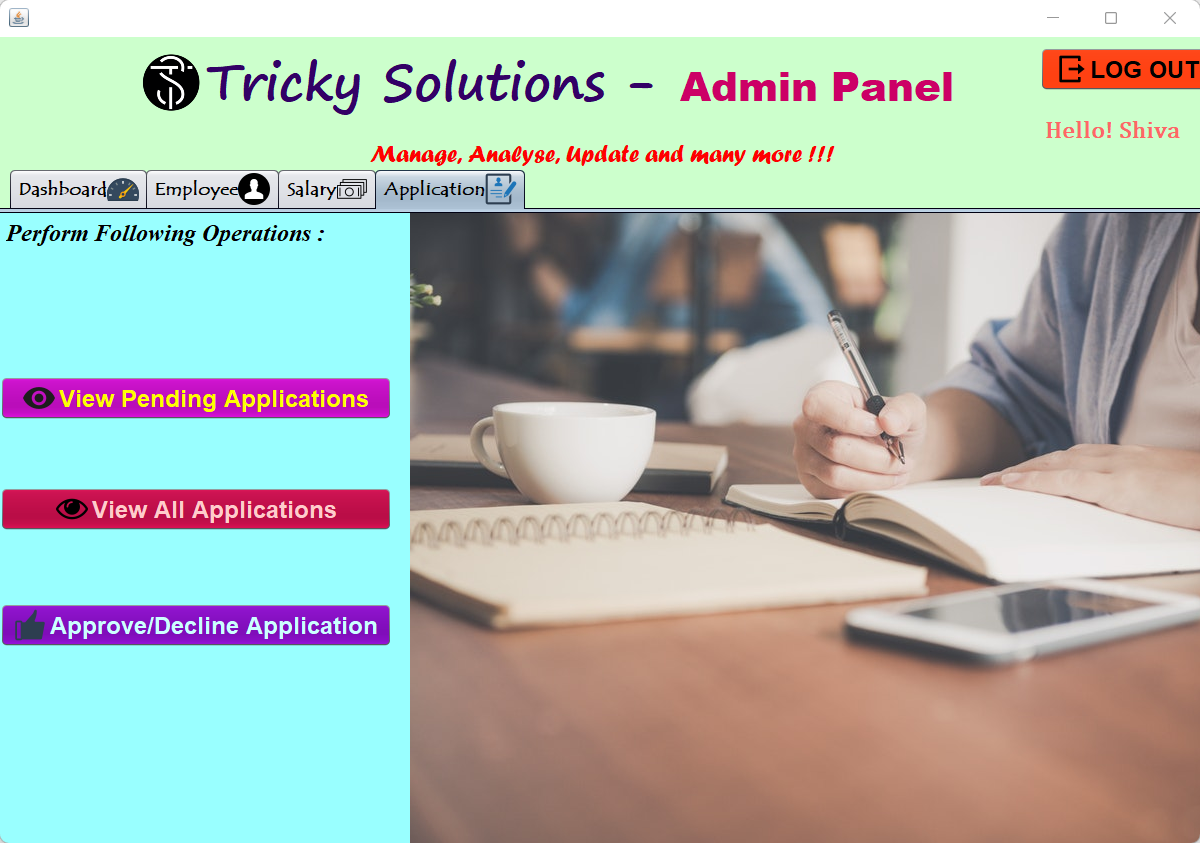 Tricky Solutions - Admin Panel
LOG OUT
Hello! Shiva
Manage, Analyse, Update and many more !!!
Dashboard Employee Salary Application
Perform Following Operations :
View Pending Applications
View All Applications
Approve/Decline Application